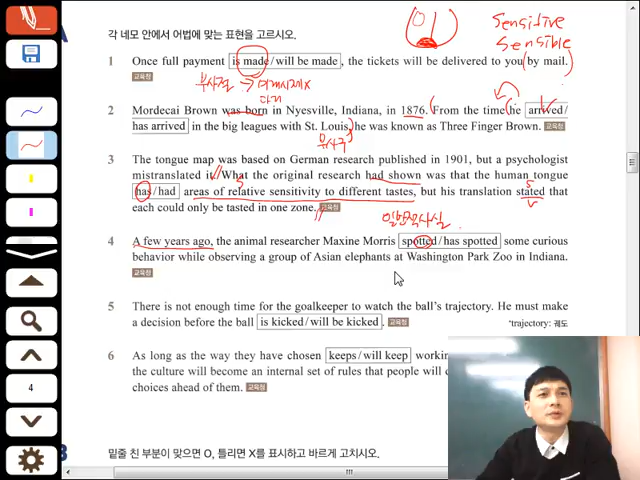 각 네모 안에서 어법에 맞는 표현을 고르시오.
Sensitive
Sensible
1 Once full payment is made/will be made, the tickets will be delivered to you by mail.
교육청
부사절 → 미래시제X
2 Mordecai Brown was born in Nyesville, Indiana, in 1876. From the time he arrived/
has arrived in the big leagues with St. Louis, he was known as Three Finger Brown. 교육청
부사구
3 The tongue map was based on German research published in 1901, but a psychologist
mistranslated it. What the original research had shown was that the human tongue
S
has/had areas of relative sensitivity to different tastes, but his translation stated that
S
V
each could only be tasted in one zone. 교육청
일반적사실
4 A few years ago, the animal researcher Maxine Morris spotted/has spotted some curious
behavior while observing a group of Asian elephants at Washington Park Zoo in Indiana.
교육청
5 There is not enough time for the goalkeeper to watch the ball's trajectory. He must make
a decision before the ball is kicked/will be kicked. 교육청
*trajectory: 궤도
6 As long as the way they have chosen keeps/will keep
the culture will become an internal set of rules that people will
choices ahead of them. 교육청
4
밑줄 친 부분이 맞으면 O, 틀리면 X를 표시하고 바르게 고치시오.